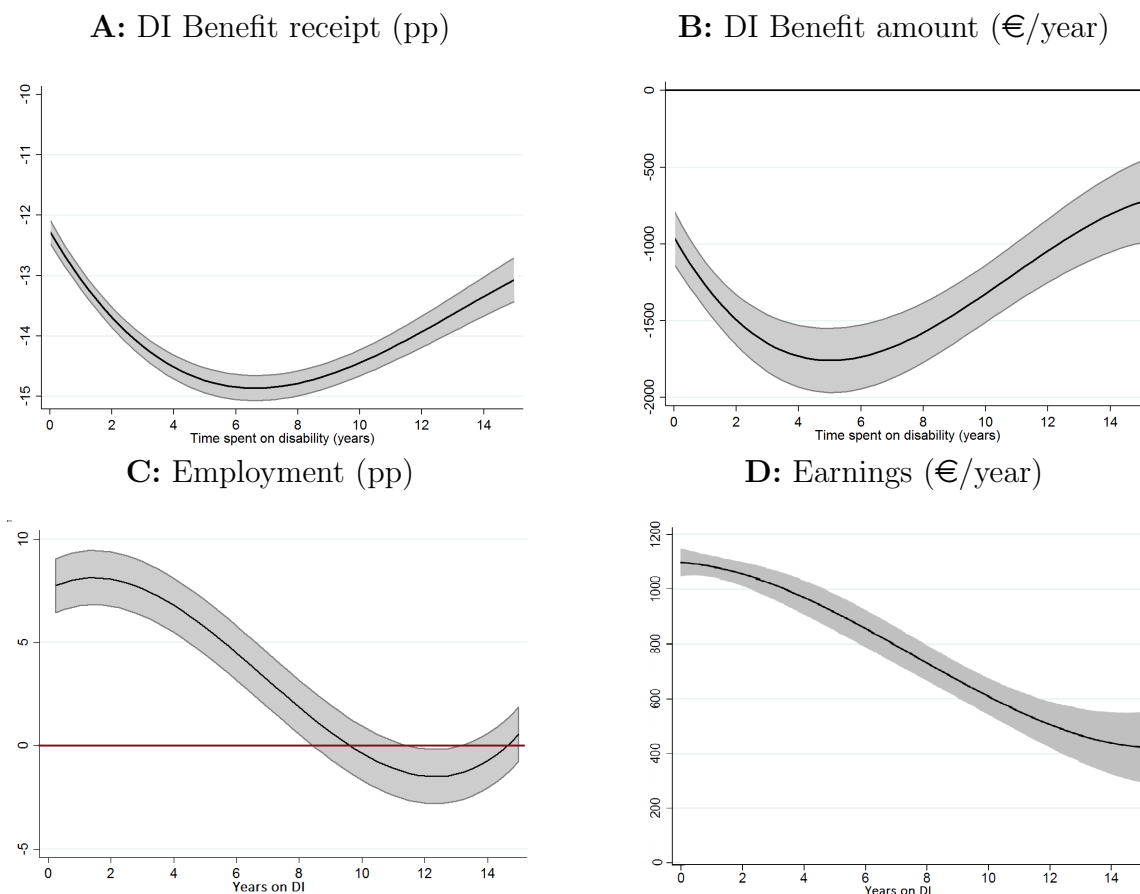 A: DI Benefit receipt (pp)
-10
-11
-12
-13
-14
-15
0 2 4 6 8 10 12 14
Time spent on disability (years)
B: DI Benefit amount (€/year)
0
-500
-1000
-1500
-2000
0 2 4 6 8 10 12 14
Time spent on disability (years)
C: Employment (pp)
10
5
0
-5
0 2 4 6 8 10 12 14
Years on DI
D: Earnings (€/year)
1200
1000
800
600
400
200
0
0 2 4 6 8 10 12 14
Years on DI